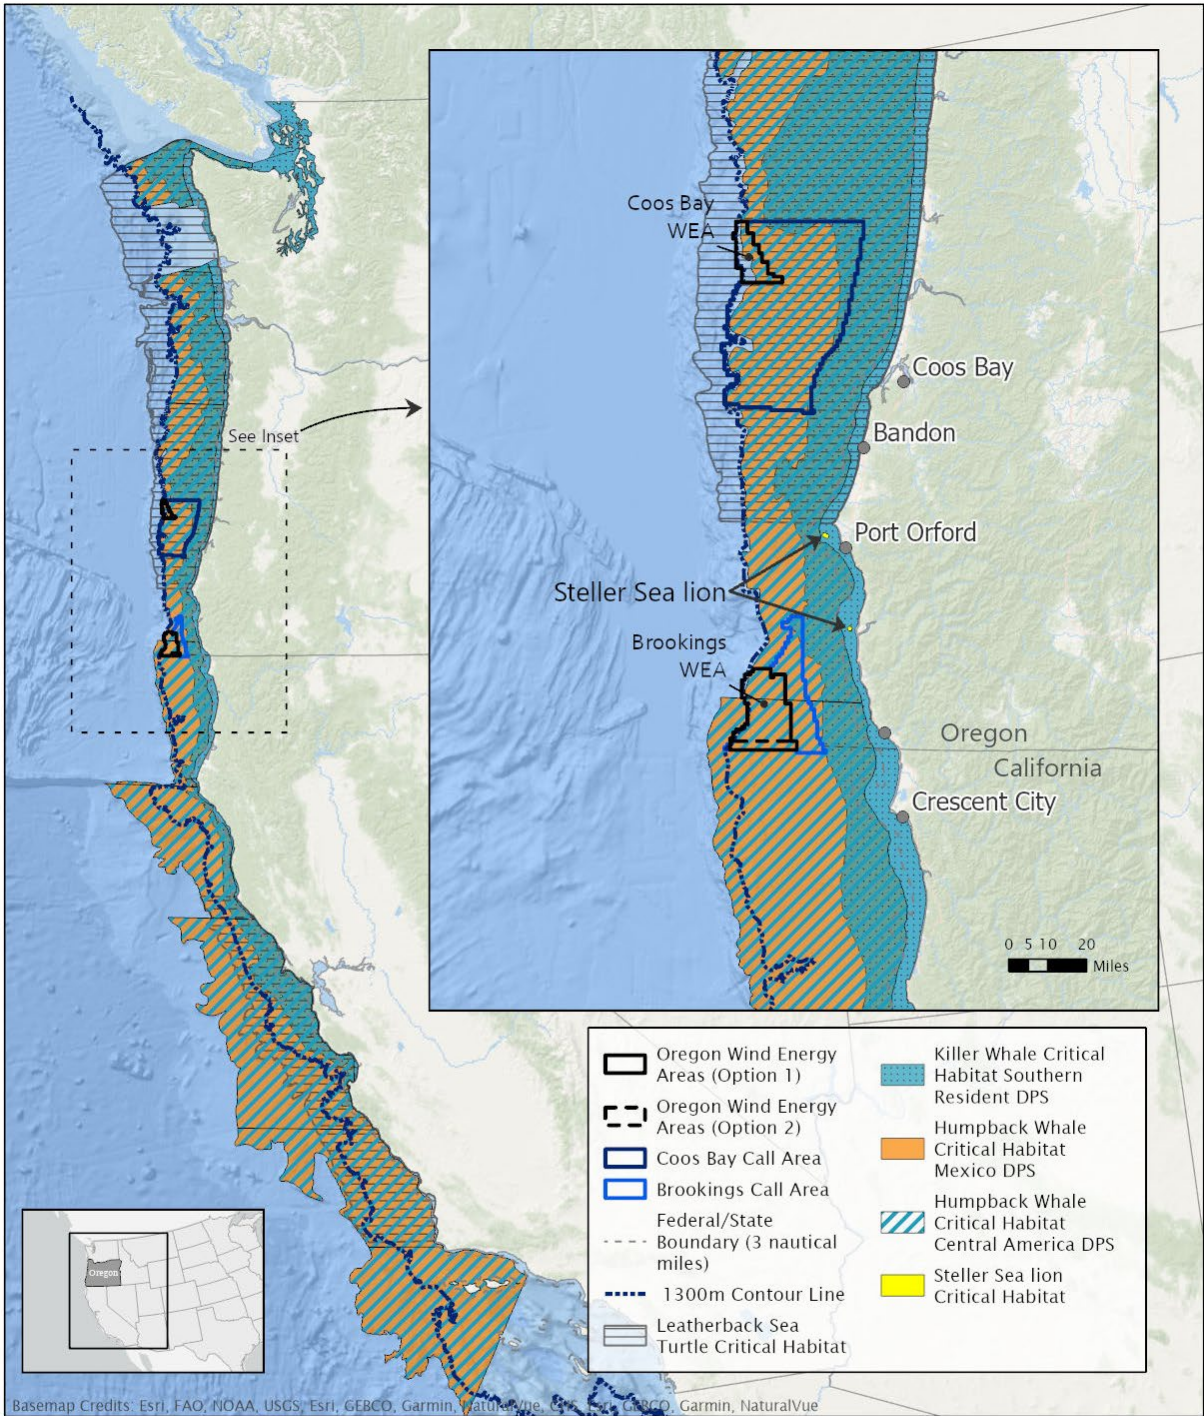 See Inset
Coos Bay
WEA
Coos Bay
Bandon
Port Orford
Steller Sea lion
Brookings
WEA
Oregon
California
Crescent City
0 5 10 20
Miles
Oregon Wind Energy
Areas (Option 1)
Oregon Wind Energy
Areas (Option 2)
Coos Bay Call Area
Brookings Call Area
Federal/State
Boundary (3 nautical
miles)
1300m Contour Line
Leatherback Sea
Turtle Critical Habitat
Killer Whale Critical
Habitat Southern
Resident DPS
Humpback Whale
Critical Habitat
Mexico DPS
Humpback Whale
Critical Habitat
Central America DPS
Steller Sea lion
Critical Habitat
Oregon
Basemap Credits: Esri, FAO, NOAA, USGS, Esri, GEBCO, Garmin, NaturalVue, Esri, GEBCO, Garmin, NaturalVue